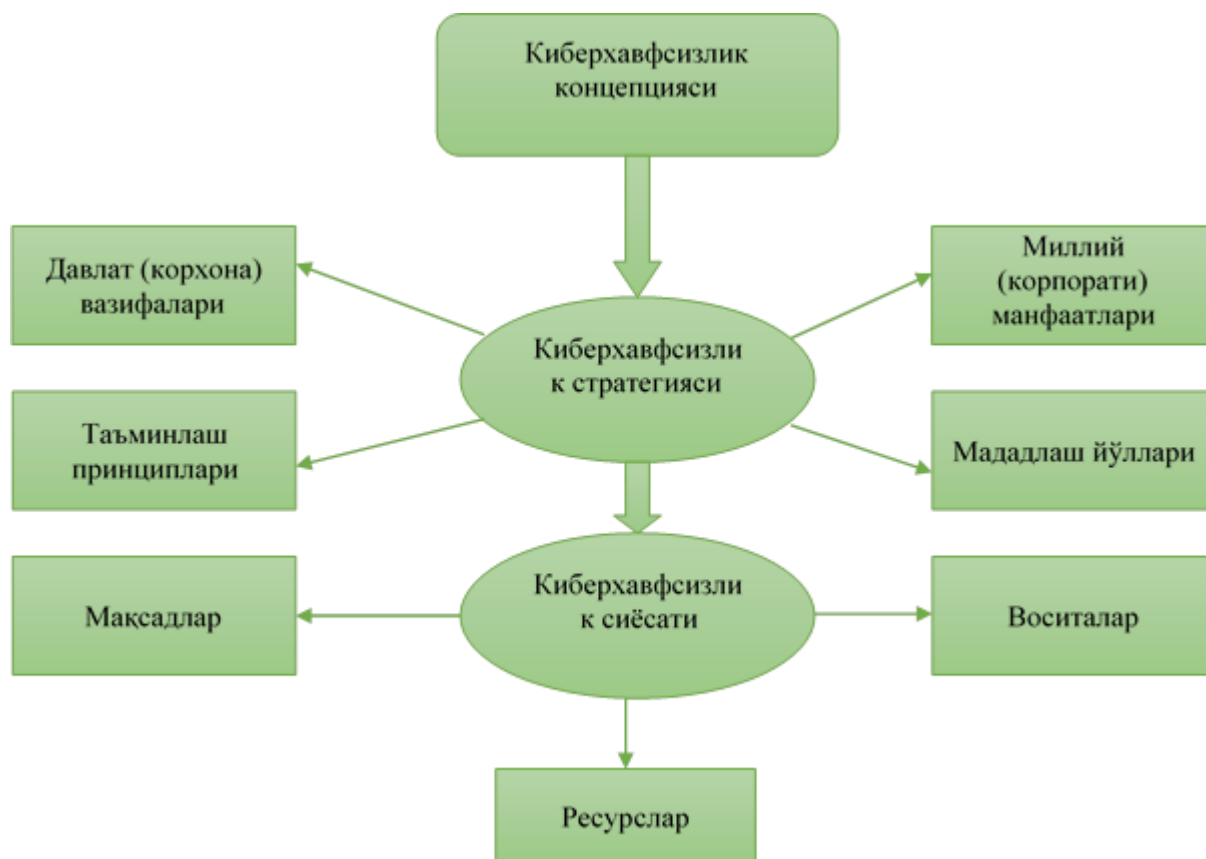 Киберхавфсизлик
концепцияси
Давлат (корхона)
вазифалари
Миллий
(корпорати)
манфаатлари
Киберхавфсизли
к стратегияси
Таъминлаш
принциплари
Мададлаш йўллари
Мақсадлар
Киберхавфсизли
к сиёсати
Воситалар
Ресурслар